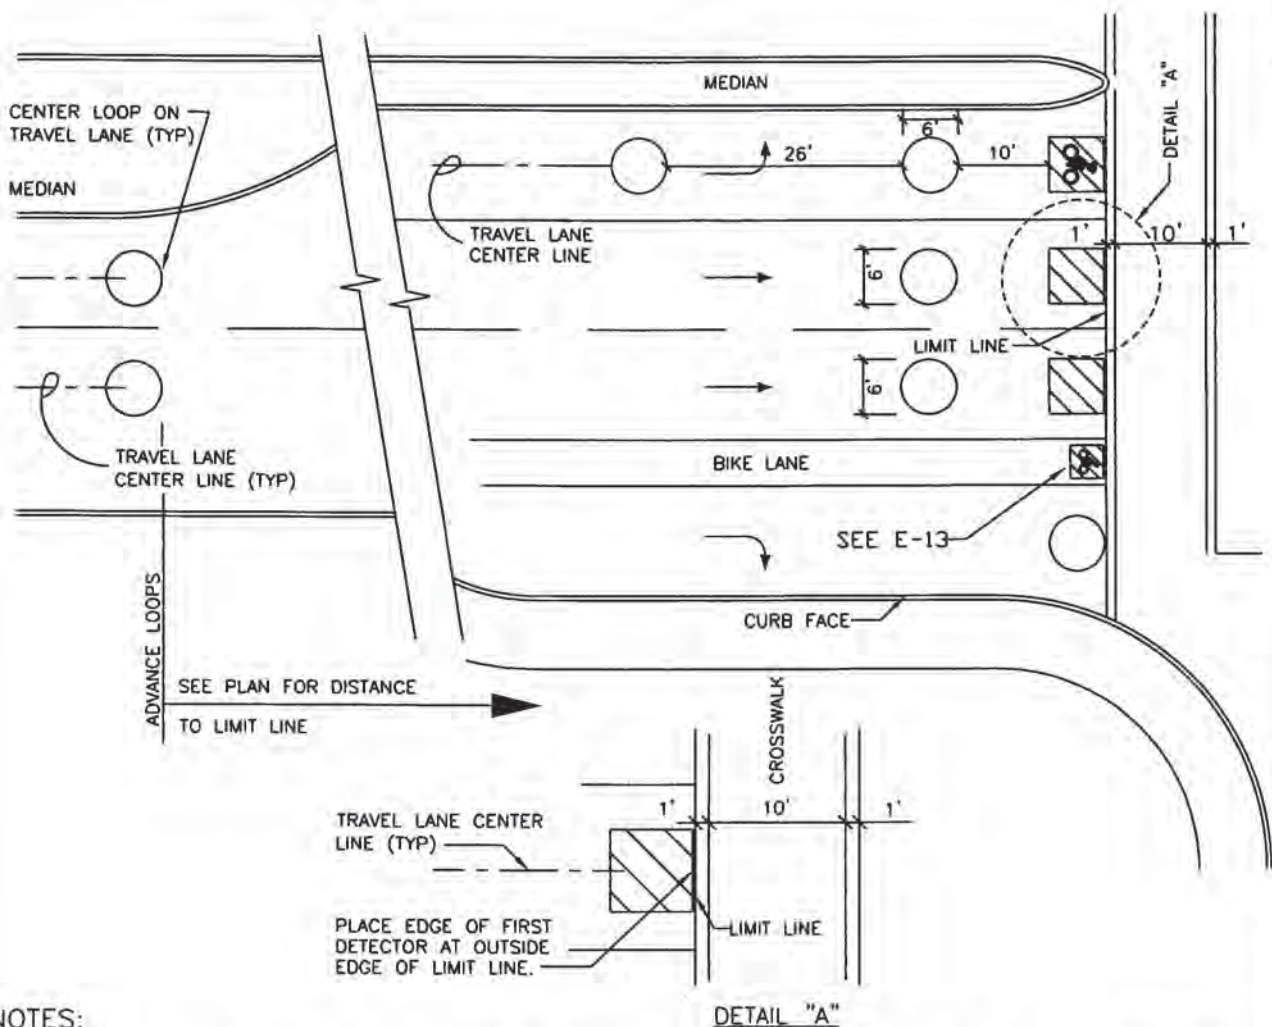 MEDIAN
CENTER LOOP ON
TRAVEL LANE (TYP)
MEDIAN
6'
26'
10'
DETAIL "A"
TRAVEL LANE
CENTER LINE
1'
10'
1'
6'
LIMIT LINE
6'
TRAVEL LANE
CENTER LINE (TYP)
BIKE LANE
SEE E-13
ADVANCE LOOPS
CURB FACE
SEE PLAN FOR DISTANCE
TO LIMIT LINE
CROSSWALK
1'
10'
1'
TRAVEL LANE CENTER
LINE (TYP)
PLACE EDGE OF FIRST
DETECTOR AT OUTSIDE
EDGE OF LIMIT LINE.
LIMIT LINE
DETAIL "A"
NOTES: